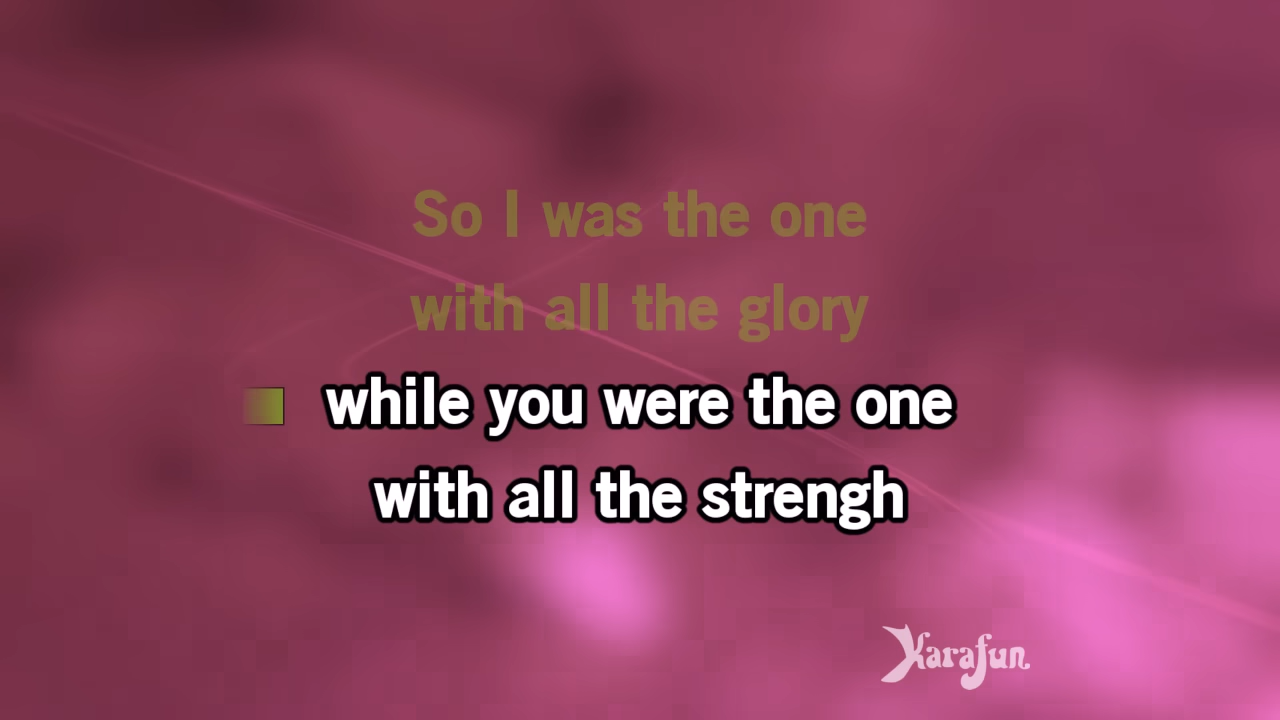 So I was the one
with all the glory
while you were the one
with all the strengh
Karafun